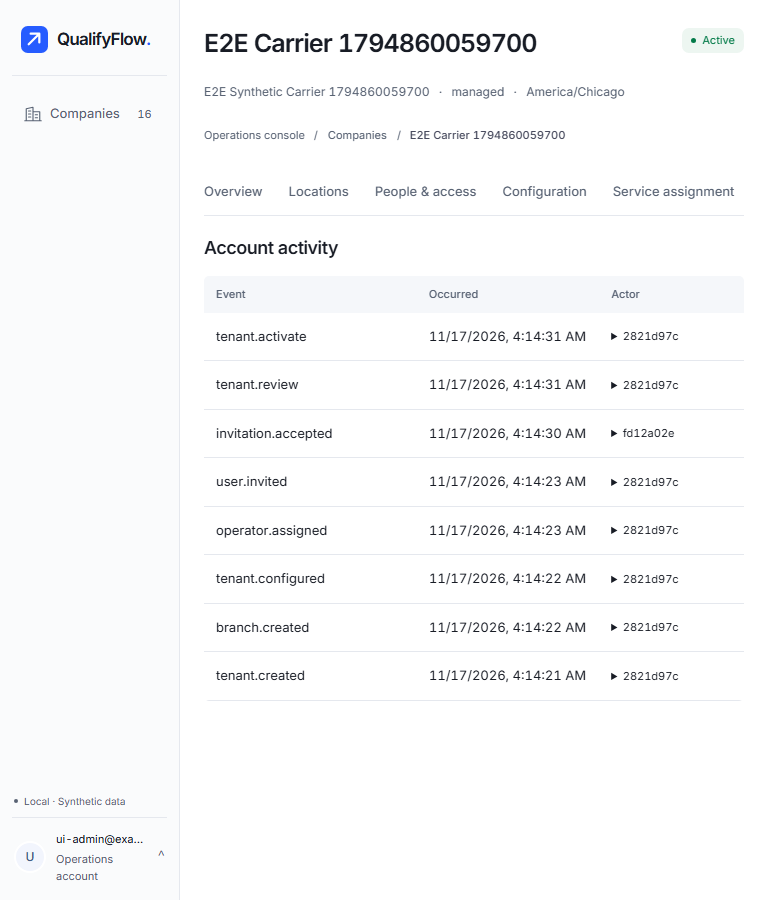 QualifyFlow.
Companies 16
Local · Synthetic data
U
ui-admin@exa...
Operations
account
^
E2E Carrier 1794860059700
Active
E2E Synthetic Carrier 1794860059700 · managed · America/Chicago
Operations console / Companies / E2E Carrier 1794860059700
Overview Locations People & access Configuration Service assignment
Account activity
Event Occurred Actor
tenant.activate 11/17/2026, 4:14:31 AM 2821d97c
tenant.review 11/17/2026, 4:14:31 AM 2821d97c
invitation.accepted 11/17/2026, 4:14:30 AM fd12a02e
user.invited 11/17/2026, 4:14:23 AM 2821d97c
operator.assigned 11/17/2026, 4:14:23 AM 2821d97c
tenant.configured 11/17/2026, 4:14:22 AM 2821d97c
branch.created 11/17/2026, 4:14:22 AM 2821d97c
tenant.created 11/17/2026, 4:14:21 AM 2821d97c